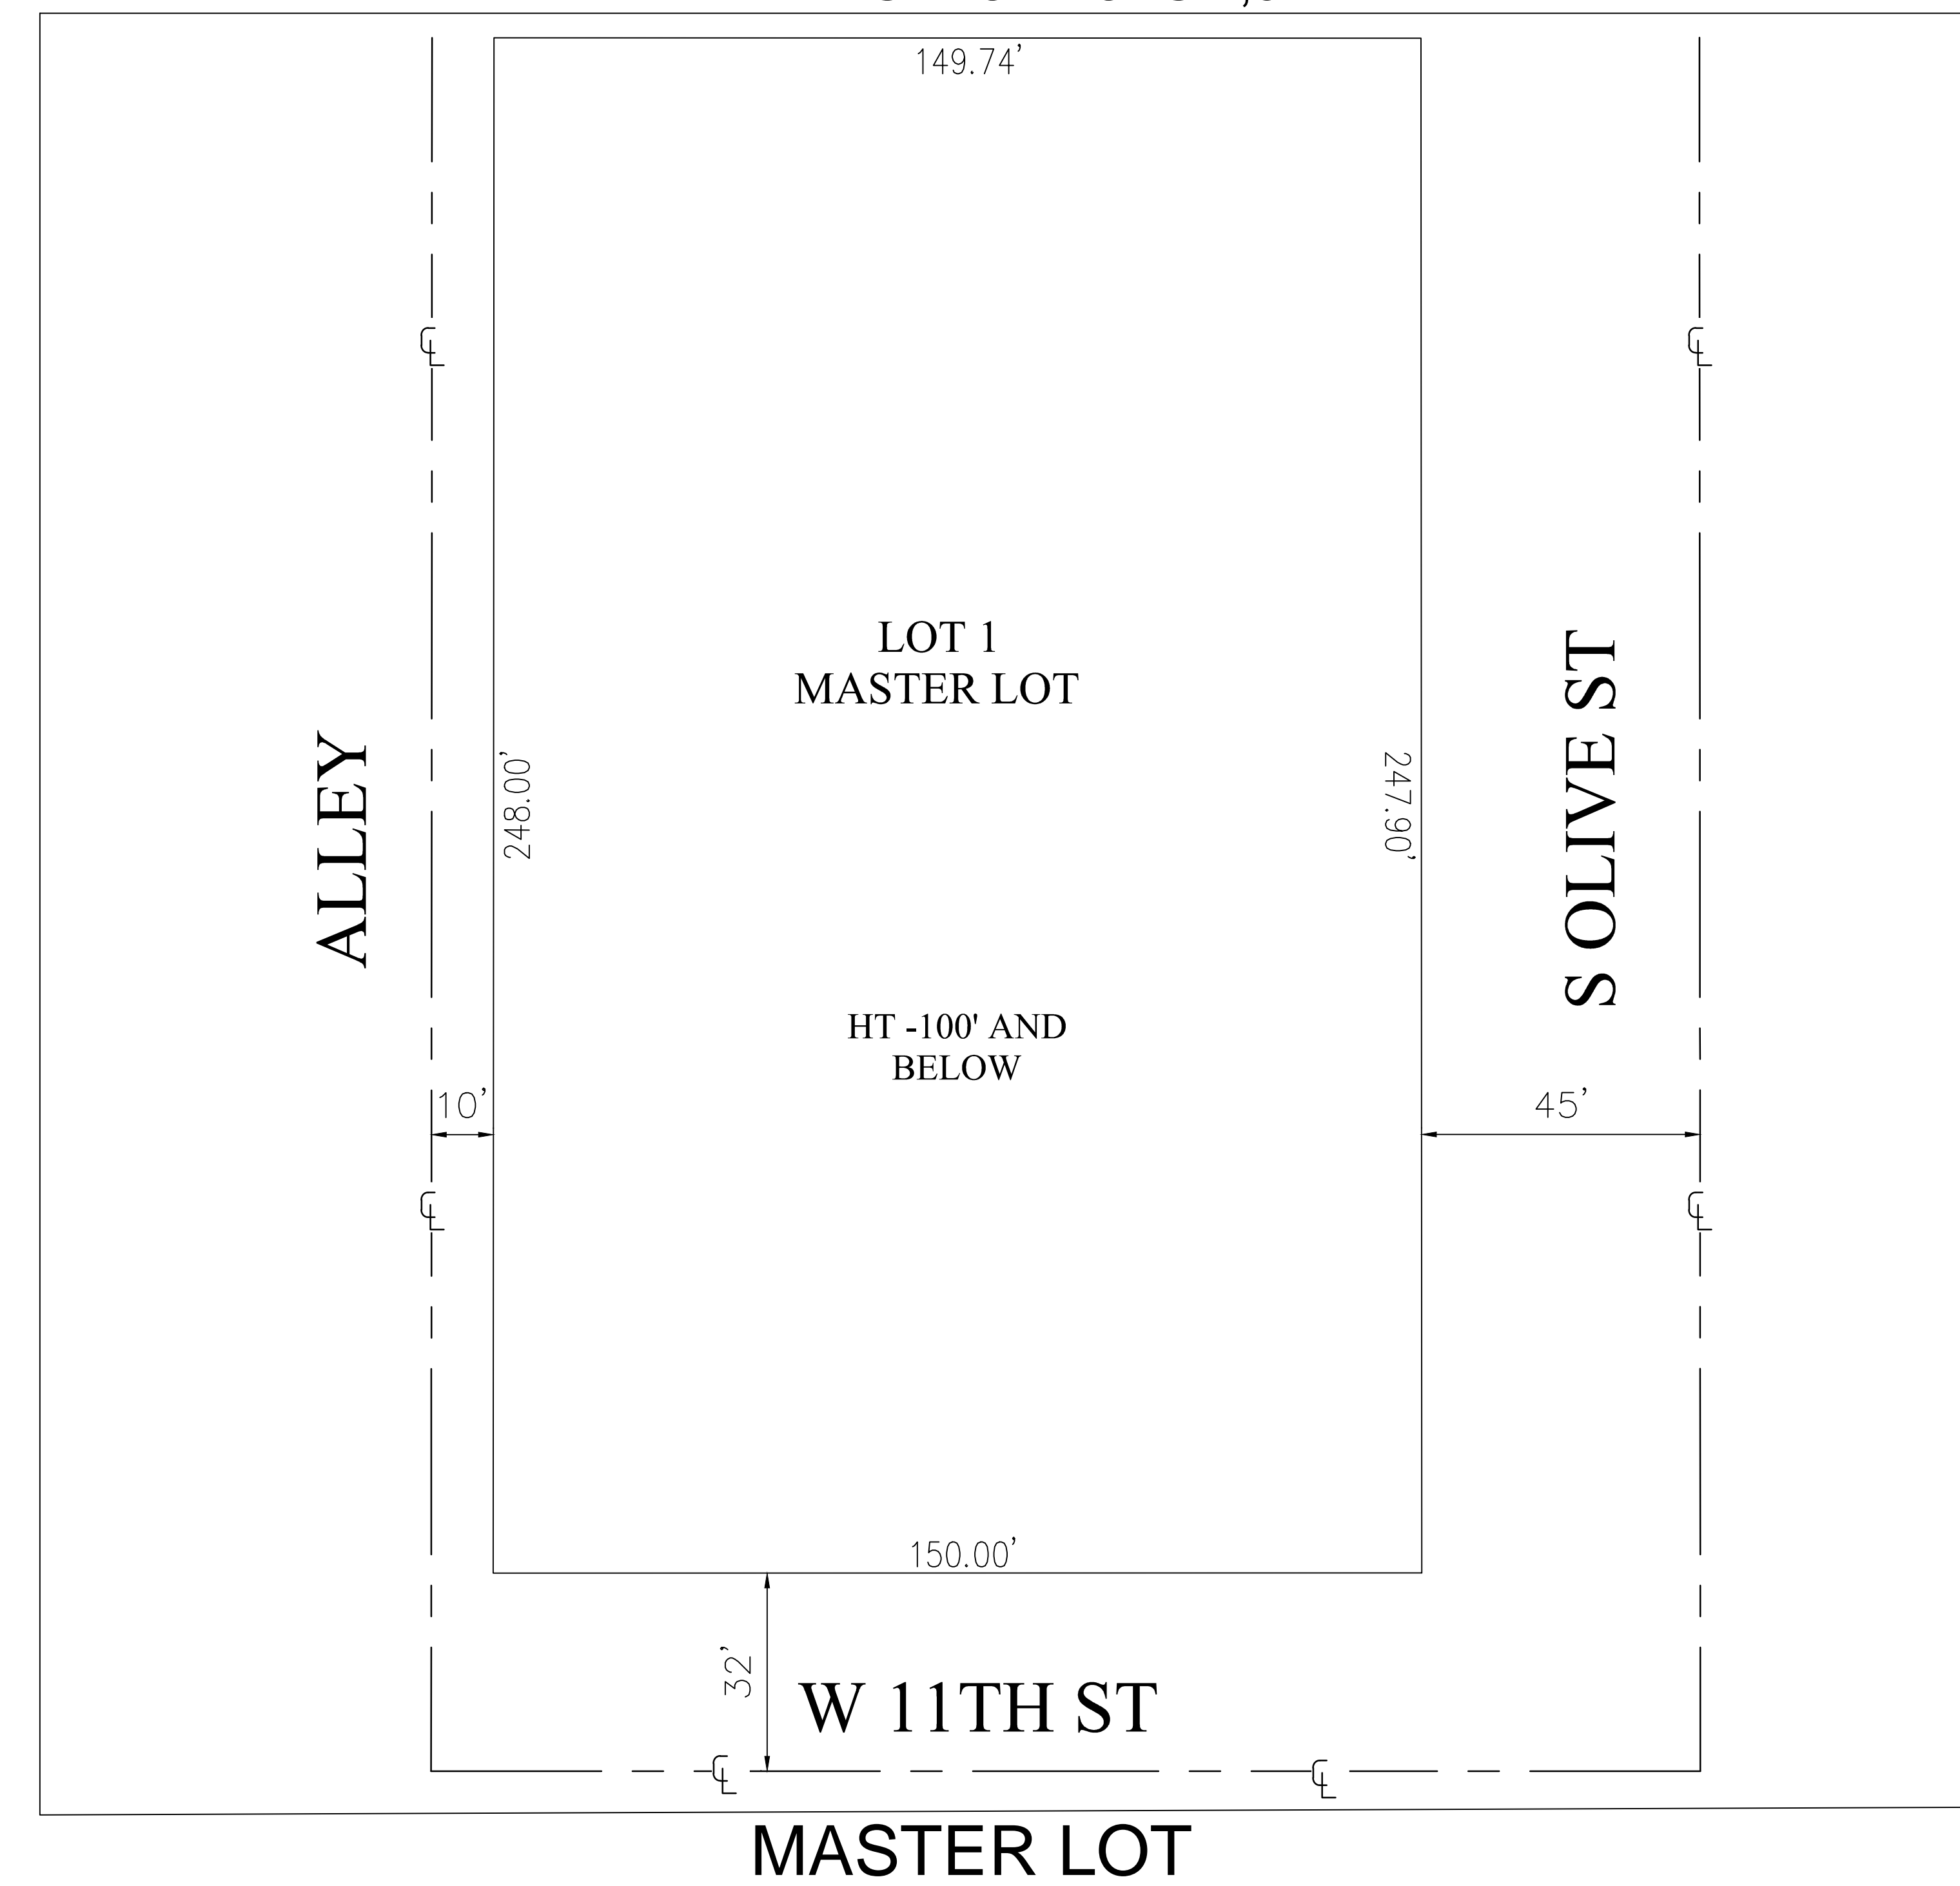 149.74'
LOT 1
MASTER LOT
248.00'
247.90'
ALLEY
S OLIVE ST
HT -100' AND
BELOW
10'
45'
150.00'
32'
W 11TH ST
MASTER LOT